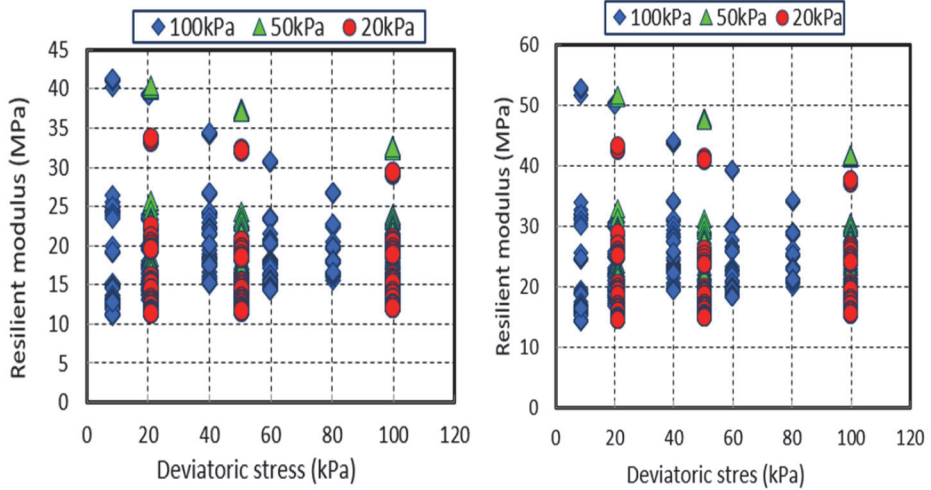 100kPa 50kPa 20kPa
45
40
35
30
25
20
15
10
5
0
Resilient modulus (MPa)
0 20 40 60 80 100 120
Deviatoric stress (kPa)
100kPa 50kPa 20kPa
60
50
40
30
20
10
0
Resilient modulus (MPa)
0 20 40 60 80 100 120
Deviatoric stres (kPa)